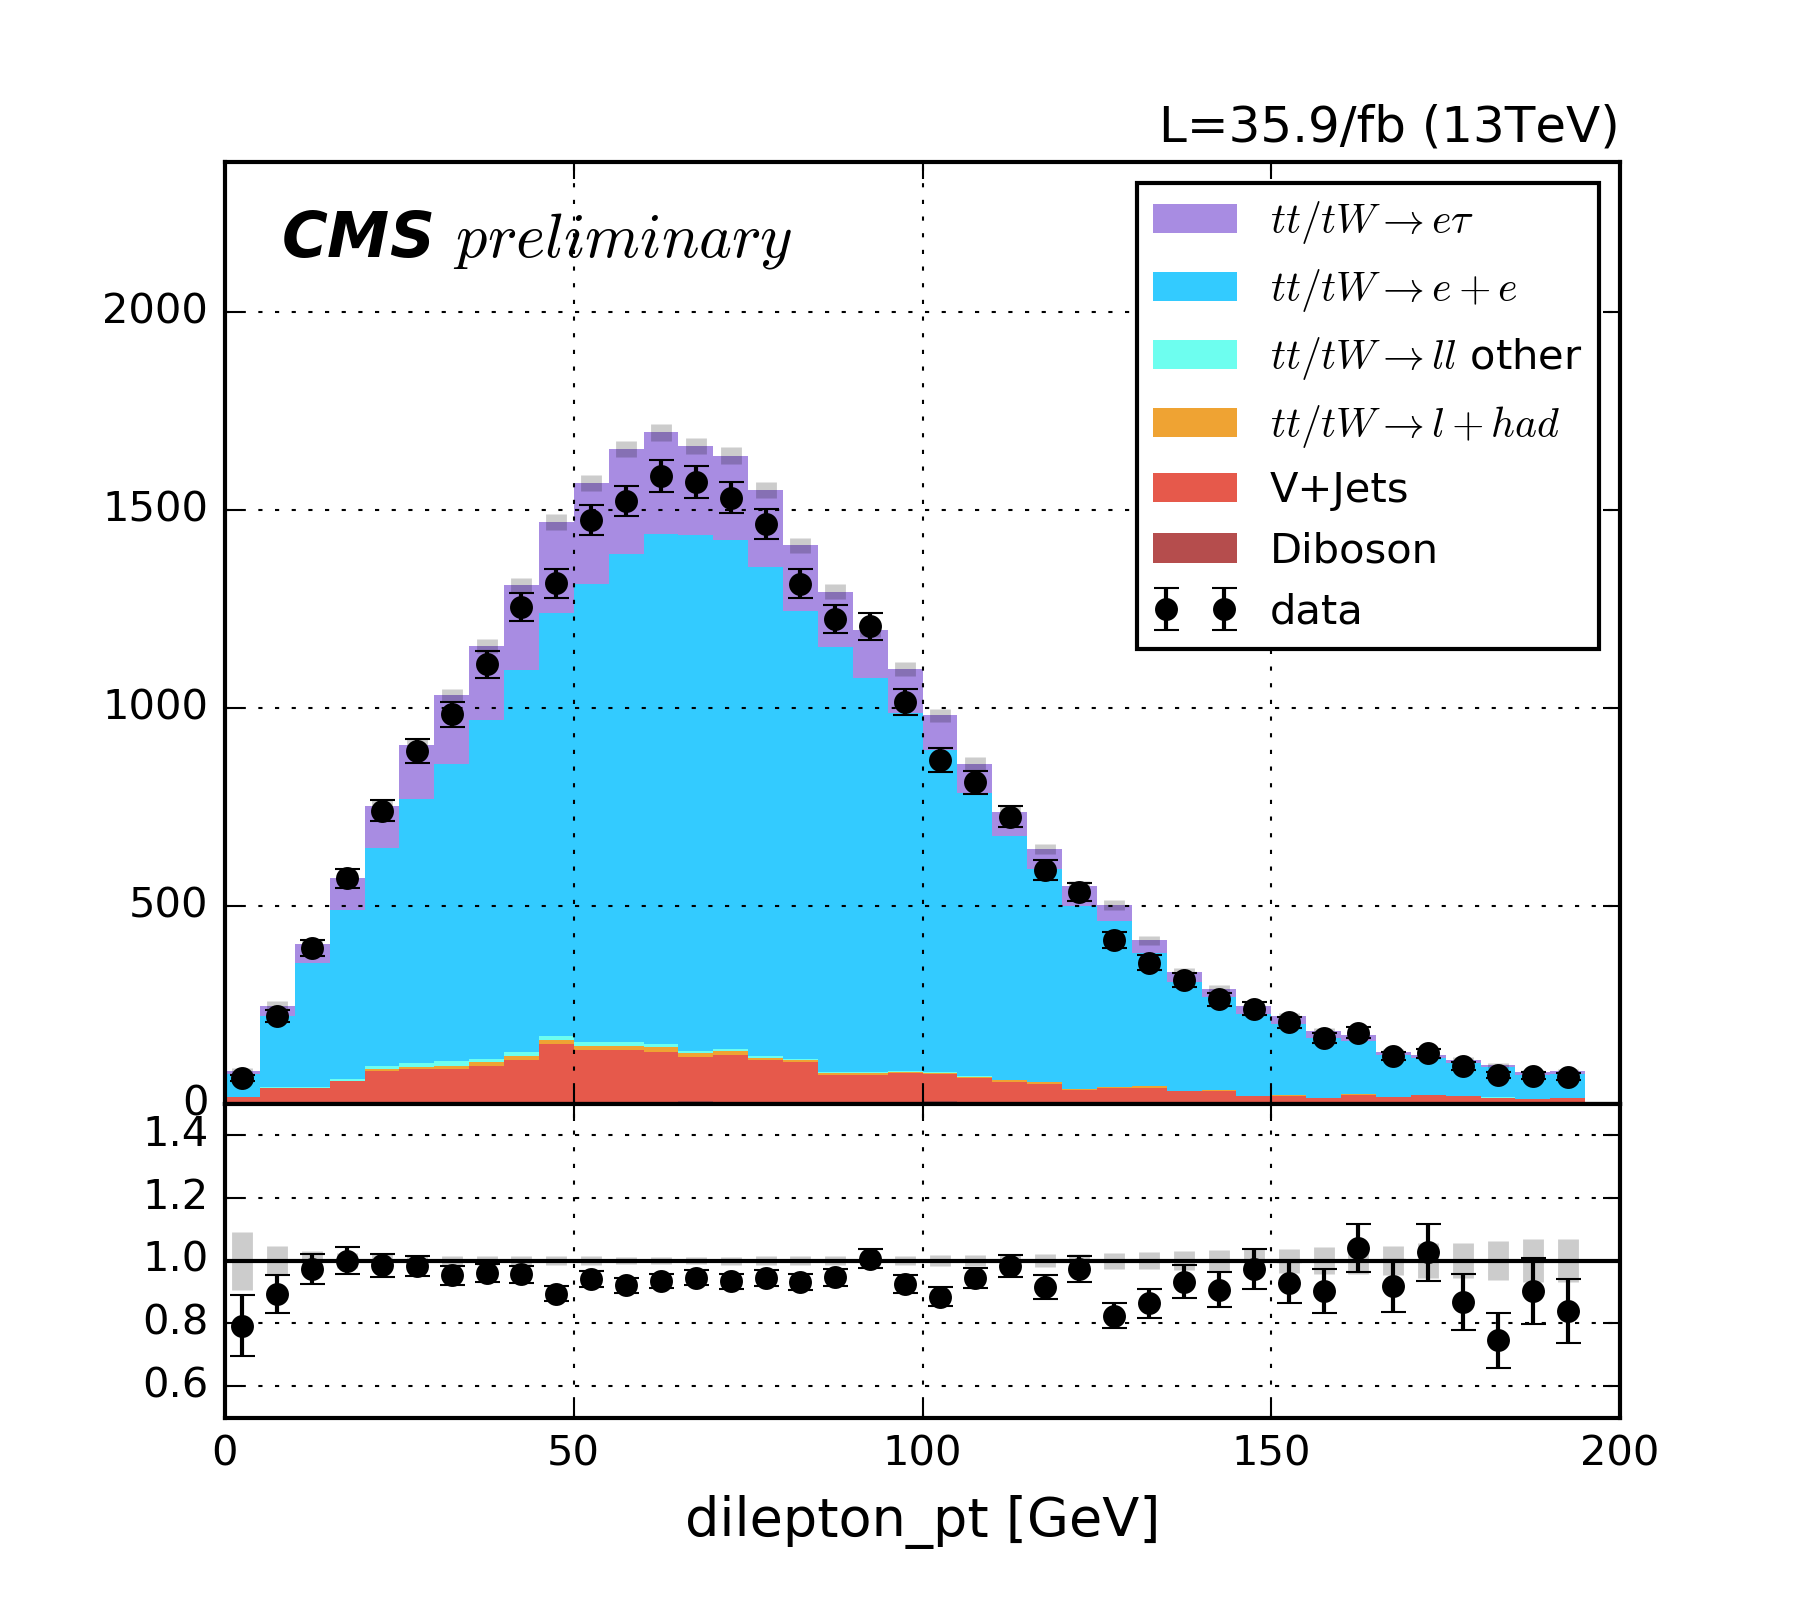 L=35.9/fb (13TeV)
CMS preliminary
tt/tW→eτ
tt/tW→e+e
tt/tW→ll other
tt/tW→l+had
V+Jets
Diboson
data
2000
1500
1000
500
0
1.4
1.2
1.0
0.8
0.6
0 50 100 150 200
dilepton_pt [GeV]